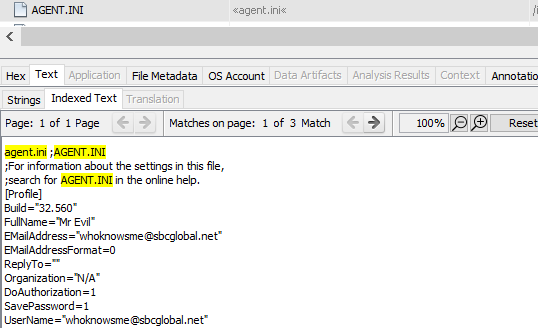 AGENT.INI «agent.ini« /i
Hex Text Application File Metadata OS Account Data Artifacts Analysis Results Context Annotatio
Strings Indexed Text Translation
Page: 1 of 1 Page Matches on page: 1 of 3 Match 100% Reset
agent.ini ;AGENT.INI
;For information about the settings in this file,
;search for AGENT.INI in the online help.
[Profile]
Build="32.560"
FullName="Mr Evil"
EMailAddress="whoknowsme@sbcglobal.net"
EMailAddressFormat=0
ReplyTo=""
Organization="N/A"
DoAuthorization=1
SavePassword=1
UserName="whoknowsme@sbcglobal.net"